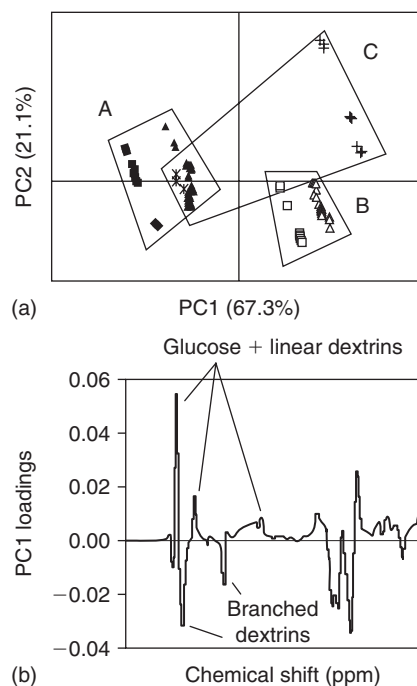 A
C
B
PC2 (21.1%)
(a)
PC1 (67.3%)
Glucose + linear dextrins
0.06
0.04
0.02
0.00
−0.02
−0.04
PC1 loadings
Branched
dextrins
(b)
Chemical shift (ppm)